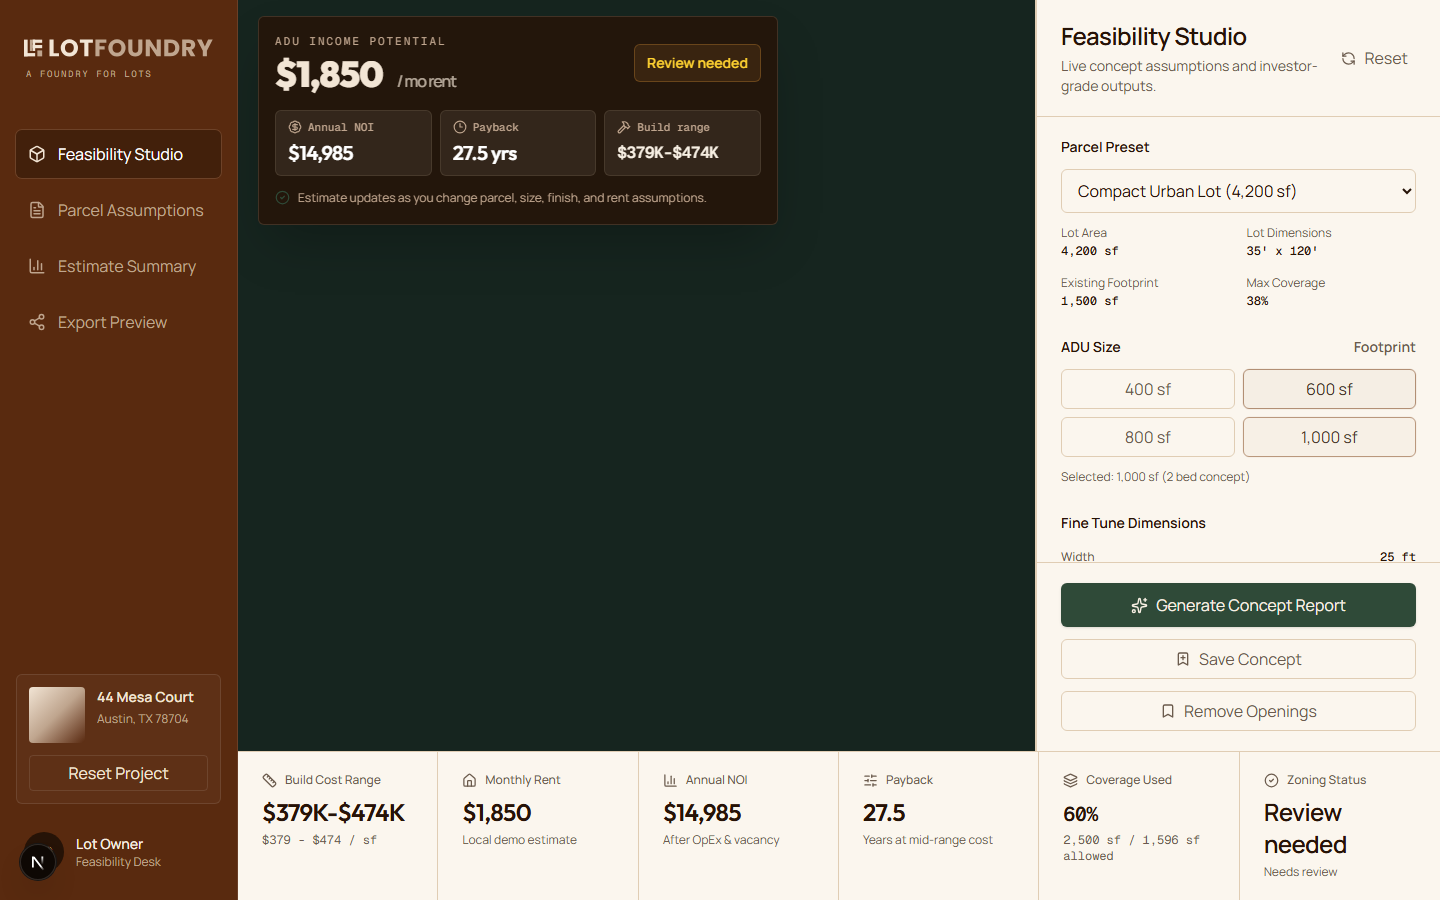 LOTFOUNDRY
A FOUNDRY FOR LOTS
Feasibility Studio
Parcel Assumptions
Estimate Summary
Export Preview
44 Mesa Court
Austin, TX 78704
Reset Project
Lot Owner
Feasibility Desk
N
ADU INCOME POTENTIAL
$1,850 / mo rent
Review needed
Annual NOI
$14,985
Payback
27.5 yrs
Build range
$379K-$474K
Estimate updates as you change parcel, size, finish, and rent assumptions.
Feasibility Studio
Live concept assumptions and investor-
grade outputs.
Reset
Parcel Preset
Compact Urban Lot (4,200 sf)
Lot Area
4,200 sf
Lot Dimensions
35' x 120'
Existing Footprint
1,500 sf
Max Coverage
38%
ADU Size
Footprint
400 sf
600 sf
800 sf
1,000 sf
Selected: 1,000 sf (2 bed concept)
Fine Tune Dimensions
Width
25 ft
Generate Concept Report
Save Concept
Remove Openings
Build Cost Range
$379K-$474K
$379 - $474 / sf
Monthly Rent
$1,850
Local demo estimate
Annual NOI
$14,985
After OpEx & vacancy
Payback
27.5
Years at mid-range cost
Coverage Used
60%
2,500 sf / 1,596 sf
allowed
Zoning Status
Review
needed
Needs review